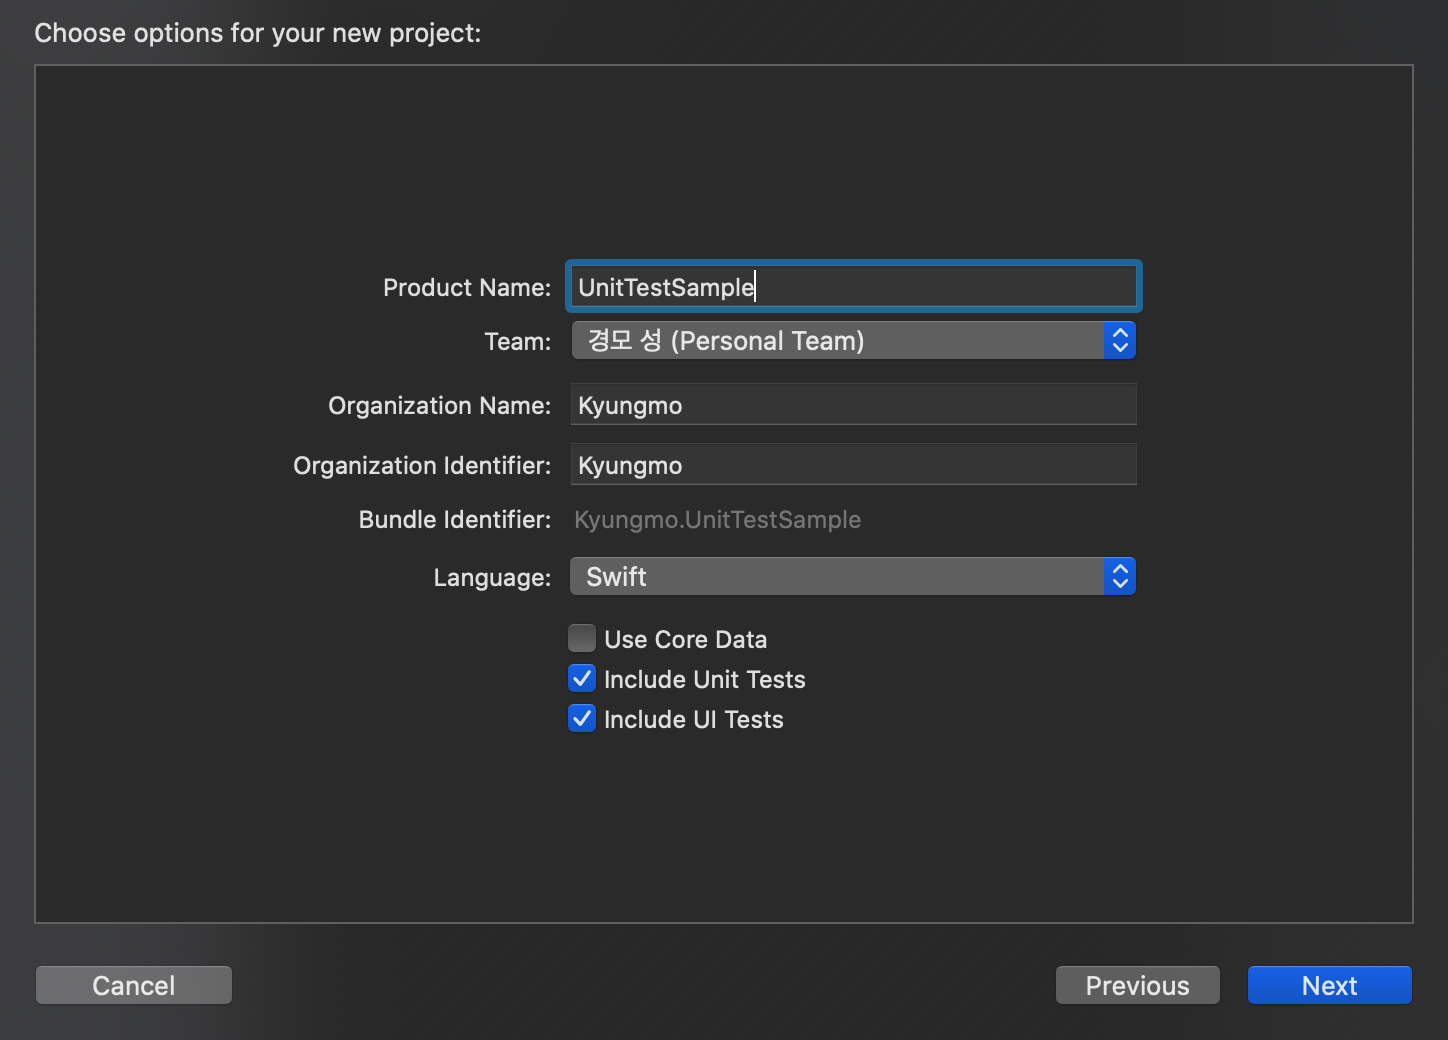 Choose options for your new project:
Product Name: UnitTestSample
Team: 경모 성 (Personal Team)
Organization Name: Kyungmo
Organization Identifier: Kyungmo
Bundle Identifier: Kyungmo.UnitTestSample
Language: Swift
Use Core Data
Include Unit Tests
Include UI Tests
Cancel Previous Next